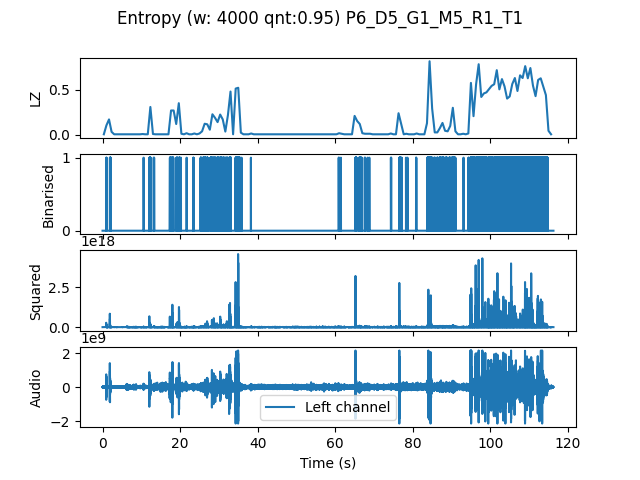 Entropy (w: 4000 qnt:0.95) P6_D5_G1_M5_R1_T1
LZ
0.5
0.0
Binarised
1
0
1e18
Squared
2.5
0.0
1e9
Audio
2
0
−2
Left channel
0 20 40 60 80 100 120
Time (s)